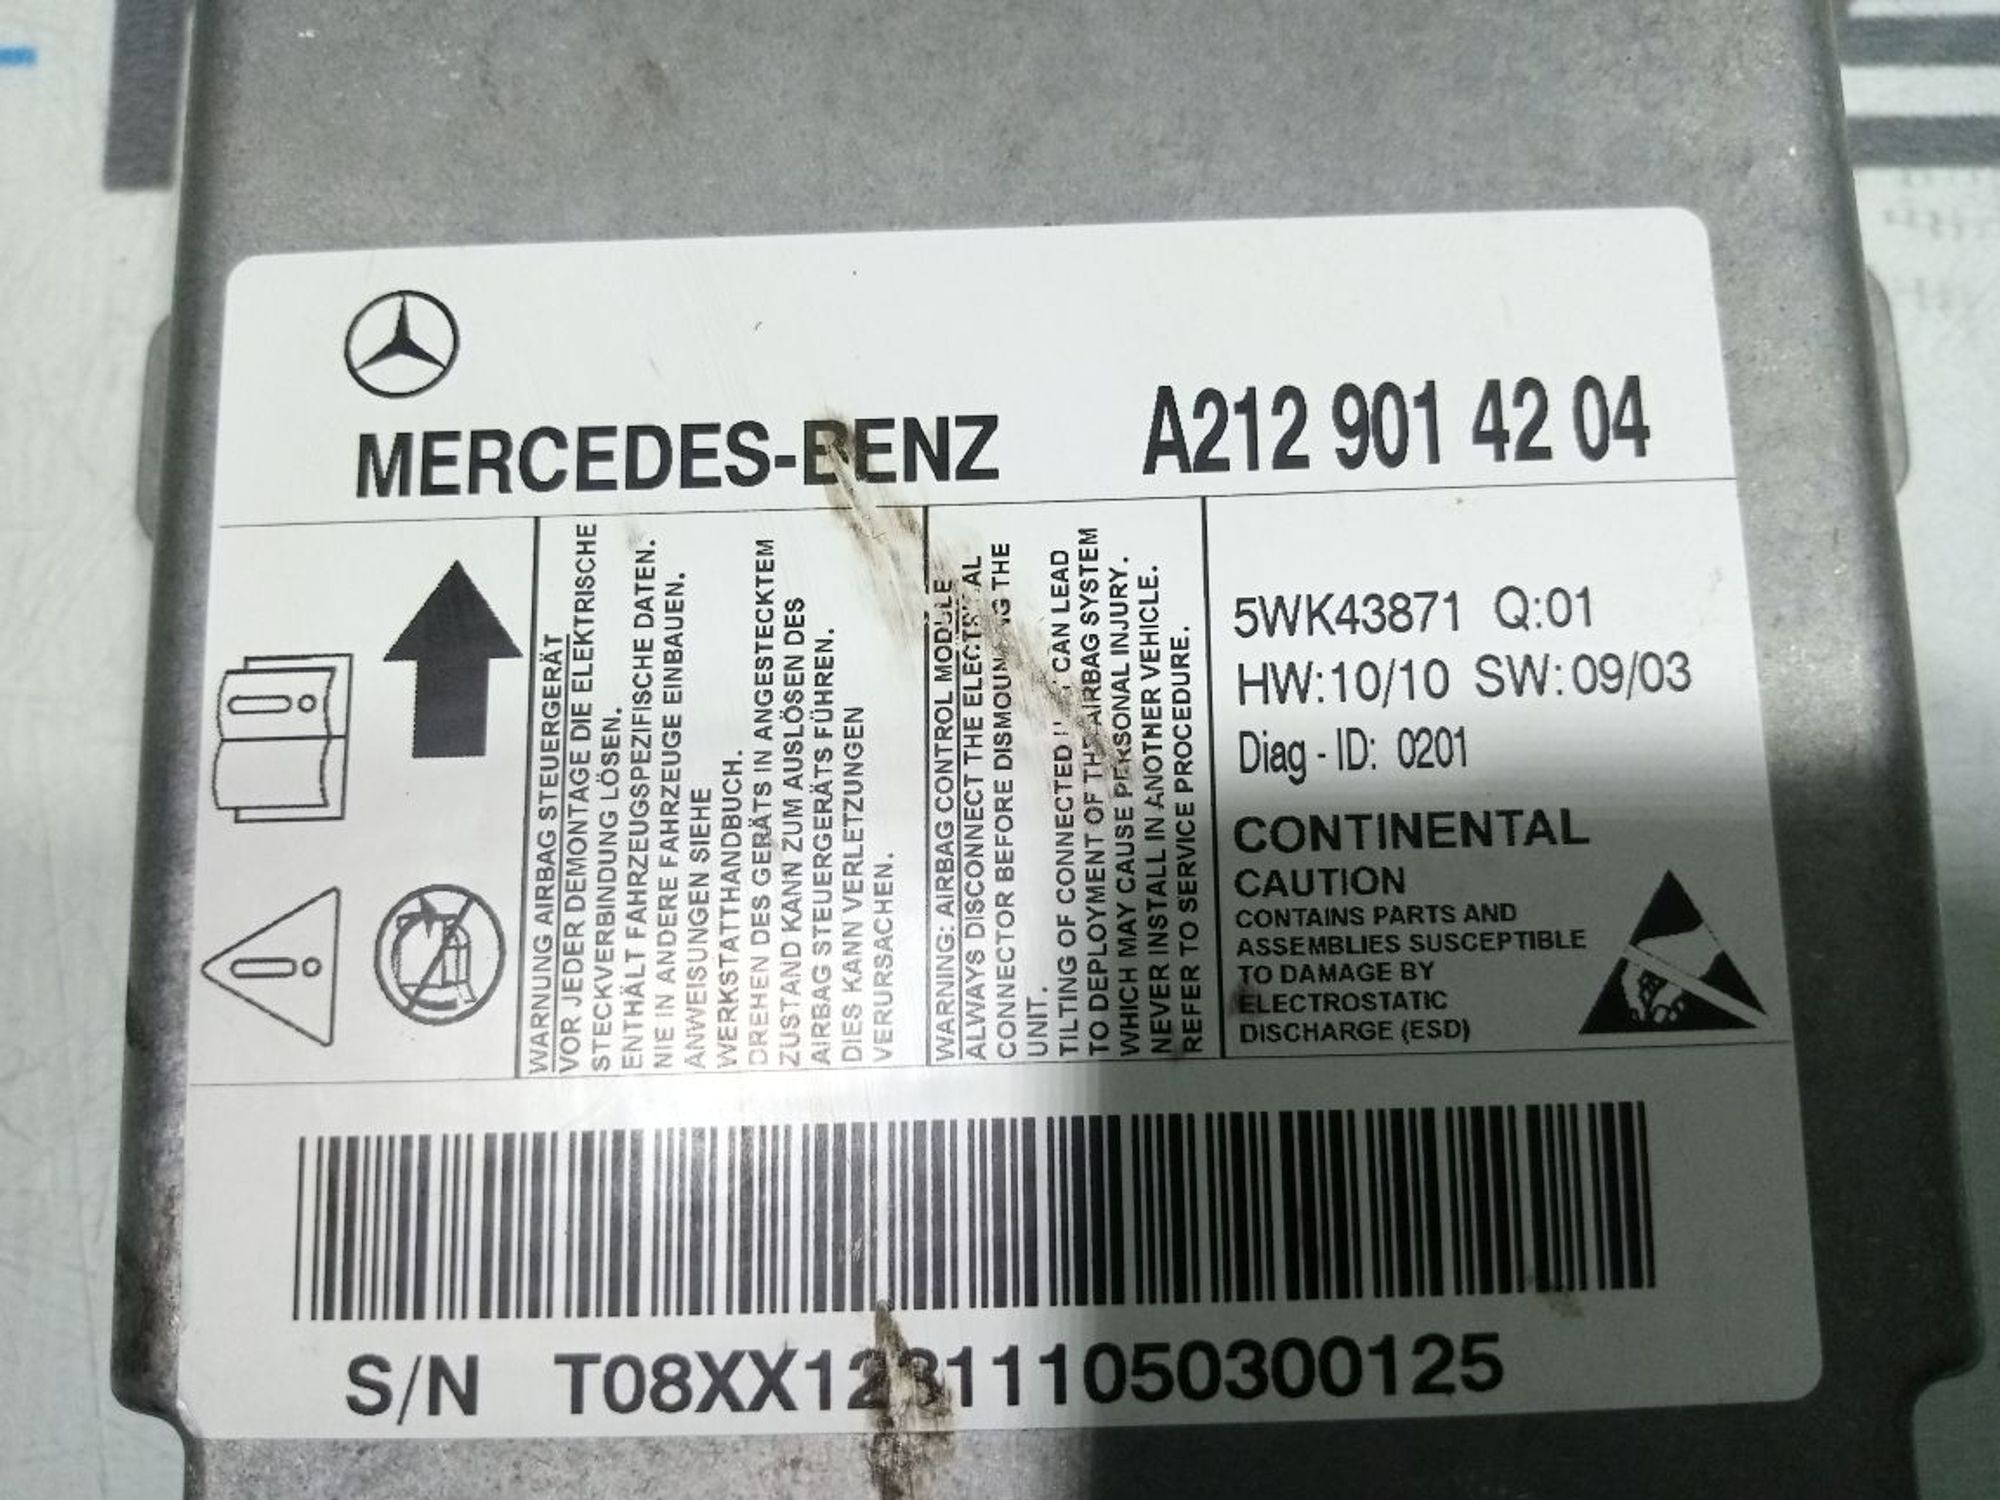 MERCEDES-BENZ
A212 901 42 04
WARNUNG AIRBAG STEUERGERÄT
VOR JEDER DEMONTAGE DIE ELEKTRISCHE
STECKVERBINDUNG LÖSEN.
ENTHÄLT FAHRZEUGSPEZIFISCHE DATEN.
NIE IN ANDERE FAHRZEUGE EINBAUEN.
ANWEISUNGEN SIEHE
WERKSTATTHANDBUCH.
DREHEN DES GERÄTS IN ANGESTECKTEM
ZUSTAND KANN ZUM AUSLÖSEN DES
AIRBAG STEUERGERÄTS FÜHREN.
DIES KANN VERLETZUNGEN
VERURSACHEN.
WARNING: AIRBAG CONTROL MODULE
ALWAYS DISCONNECT THE ELECTRICAL
CONNECTOR BEFORE DISMOUNTING THE
UNIT.
TILTING OF CONNECTED CAN LEAD
TO DEPLOYMENT OF THE AIRBAG SYSTEM
WHICH MAY CAUSE PERSONAL INJURY.
NEVER INSTALL IN ANOTHER VEHICLE.
REFER TO SERVICE PROCEDURE.
5WK43871 Q:01
HW:10/10 SW:09/03
Diag - ID: 0201
CONTINENTAL
CAUTION
CONTAINS PARTS AND
ASSEMBLIES SUSCEPTIBLE
TO DAMAGE BY
ELECTROSTATIC
DISCHARGE (ESD)
S/N